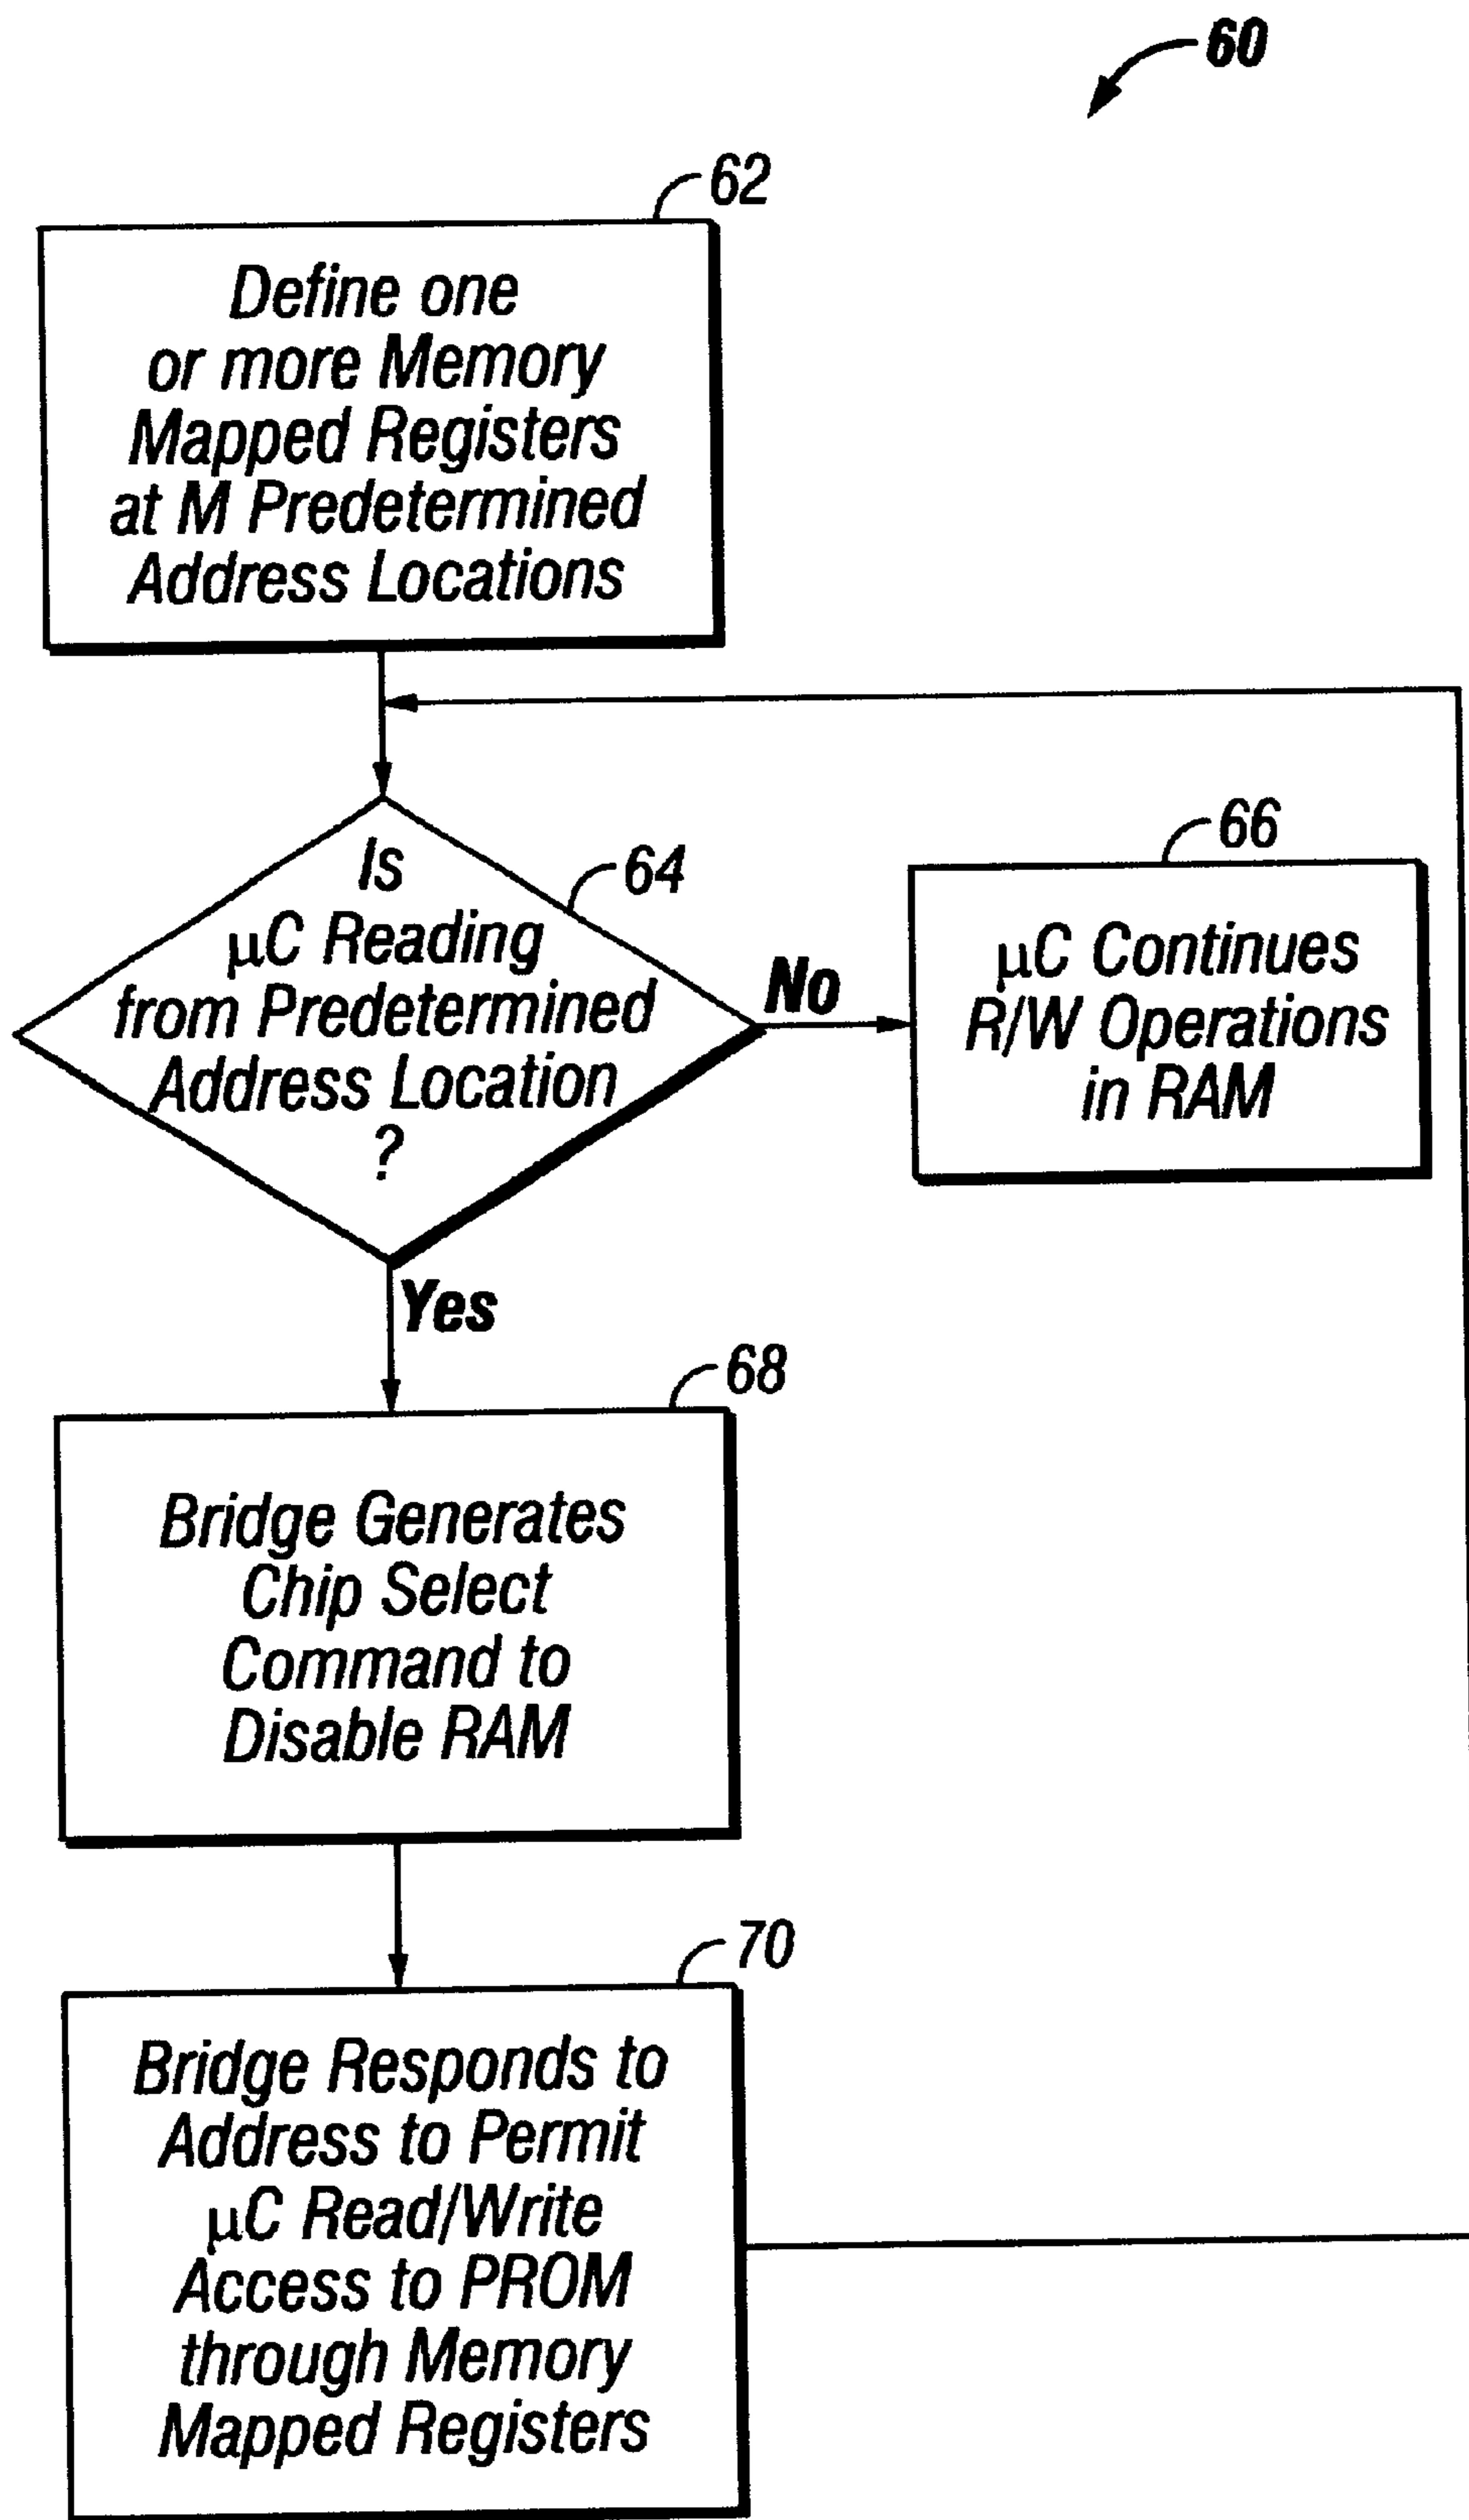 60
62
Define one
or more Memory
Mapped Registers
at M Predetermined
Address Locations
64
Is
µC Reading
from Predetermined
Address Location
?
No
66
µC Continues
R/W Operations
in RAM
Yes
68
Bridge Generates
Chip Select
Command to
Disable RAM
70
Bridge Responds to
Address to Permit
µC Read/Write
Access to PROM
through Memory
Mapped Registers